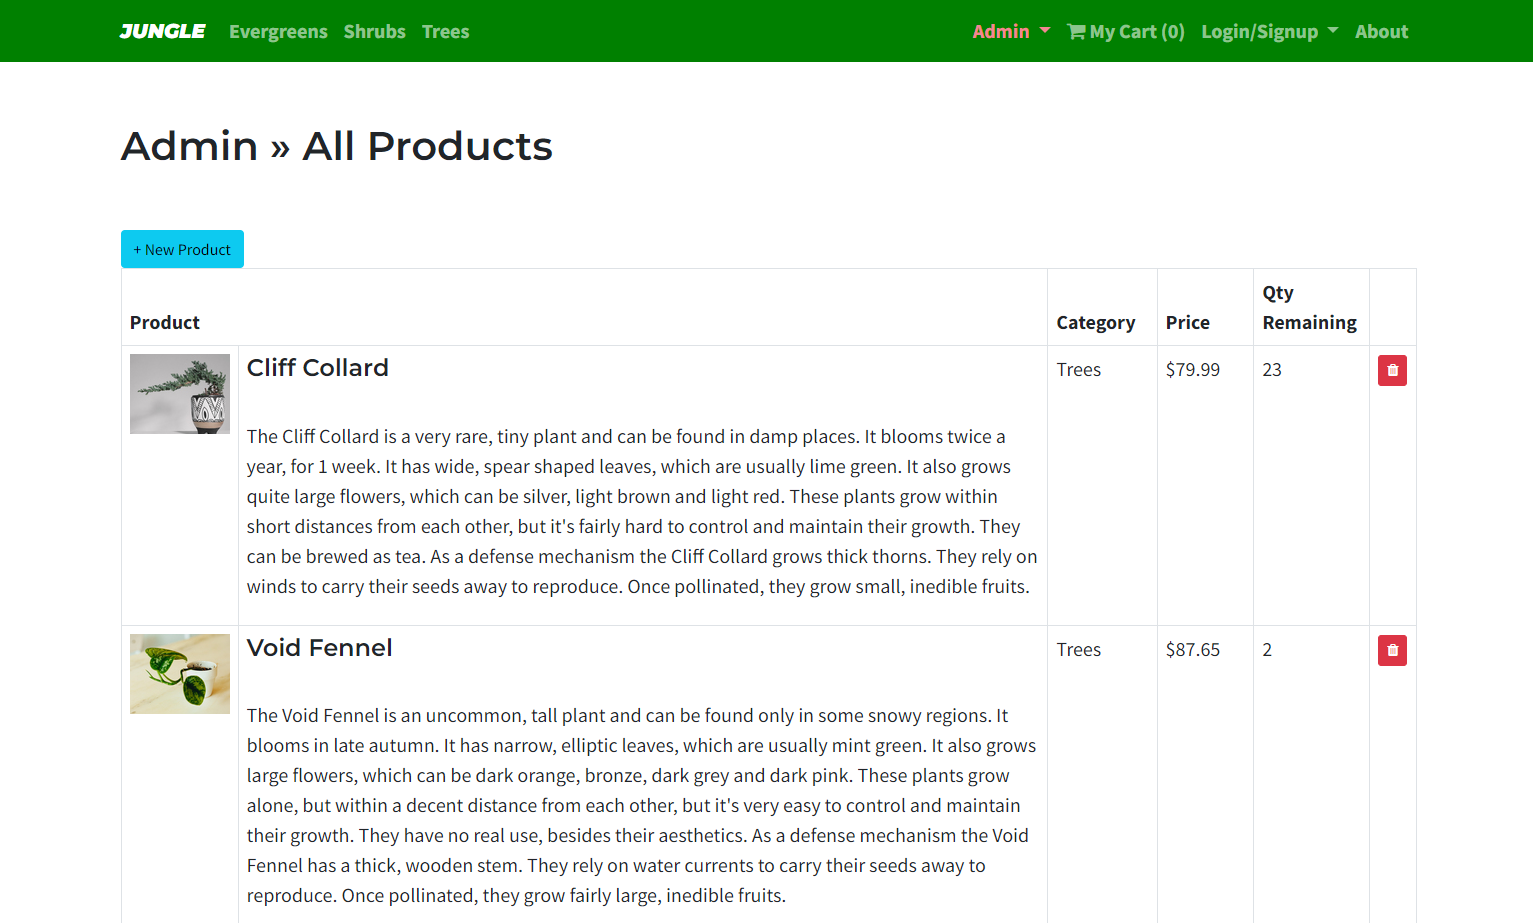 JUNGLE Evergreens Shrubs Trees Admin My Cart (0) Login/Signup About
Admin » All Products
+ New Product
Product Category Price Qty Remaining
Cliff Collard Trees $79.99 23
The Cliff Collard is a very rare, tiny plant and can be found in damp places. It blooms twice a
year, for 1 week. It has wide, spear shaped leaves, which are usually lime green. It also grows
quite large flowers, which can be silver, light brown and light red. These plants grow within
short distances from each other, but it's fairly hard to control and maintain their growth. They
can be brewed as tea. As a defense mechanism the Cliff Collard grows thick thorns. They rely on
winds to carry their seeds away to reproduce. Once pollinated, they grow small, inedible fruits.
Void Fennel Trees $87.65 2
The Void Fennel is an uncommon, tall plant and can be found only in some snowy regions. It
blooms in late autumn. It has narrow, elliptic leaves, which are usually mint green. It also grows
large flowers, which can be dark orange, bronze, dark grey and dark pink. These plants grow
alone, but within a decent distance from each other, but it's very easy to control and maintain
their growth. They have no real use, besides their aesthetics. As a defense mechanism the Void
Fennel has a thick, wooden stem. They rely on water currents to carry their seeds away to
reproduce. Once pollinated, they grow fairly large, inedible fruits.